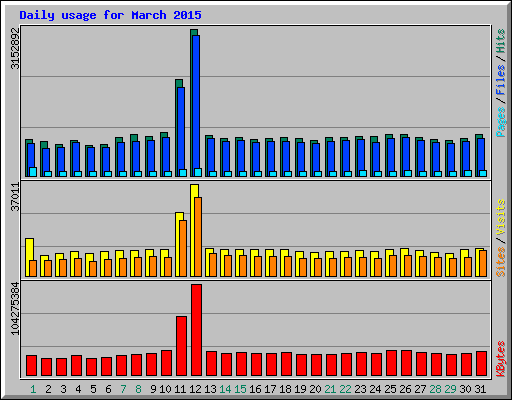 Daily usage for March 2015
3152892
Pages / Files / Hits
37011
Sites / Visits
104275384
KBytes
1 2 3 4 5 6 7 8 9 10 11 12 13 14 15 16 17 18 19 20 21 22 23 24 25 26 27 28 29 30 31